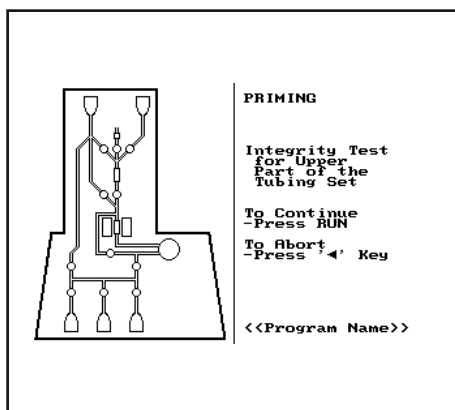 PRIMING
Integrity Test
for Upper
Part of the
Tubing Set
To Continue
-Press RUN
To Abort
-Press '◄' Key
<<Program Name>>